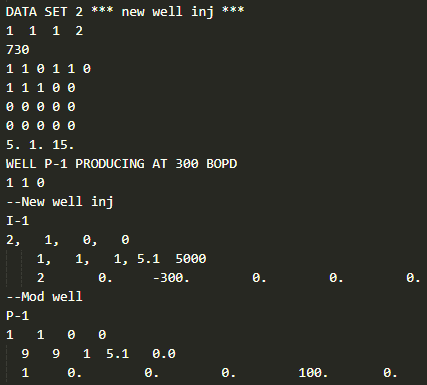 DATA SET 2 *** new well inj ***
1  1  1  2
730
1 1 0 1 1 0
1 1 1 0 0
0 0 0 0 0
0 0 0 0 0
5. 1. 15.
WELL P-1 PRODUCING AT 300 BOPD
1 1 0
--New well inj
I-1
2,   1,   0,   0
    1,   1,   1, 5.1  5000
    2       0.     -300.       0.       0.       0.
--Mod well
P-1
1   1   0   0
  9   9   1  5.1   0.0
  1     0.       0.       0.       100.      0.